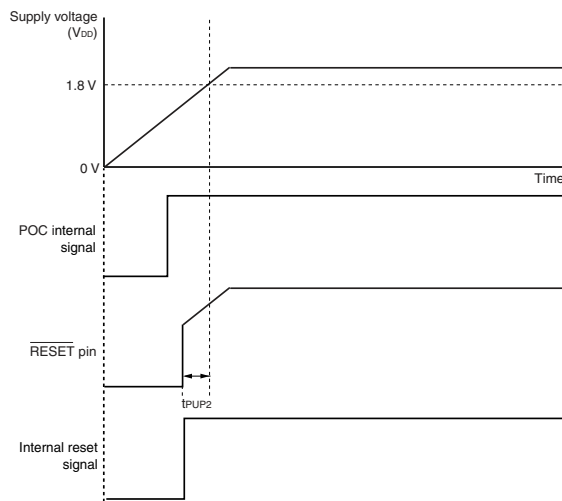 Supply voltage
(VDD)
1.8 V
0 V
Time
POC internal
signal
RESET pin
tPUP2
Internal reset
signal